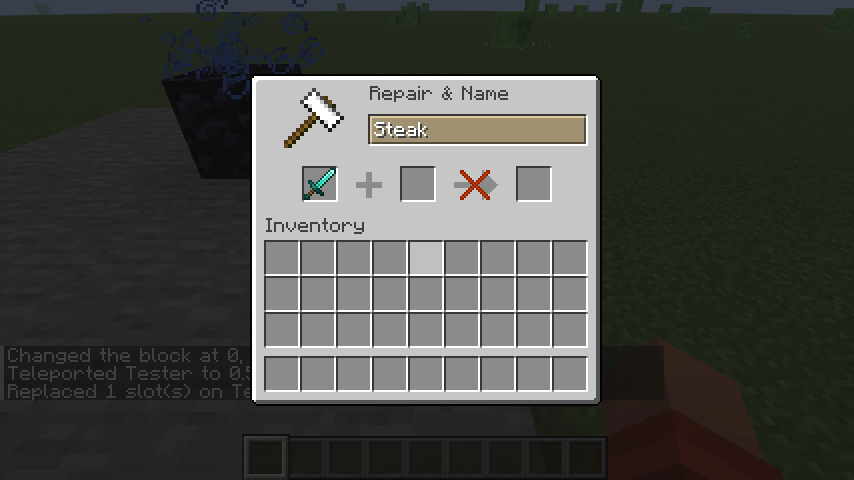 Repair & Name
Steak
Inventory
Changed the block at 0,
Teleported Tester to 0.5
Replaced 1 slot(s) on Te